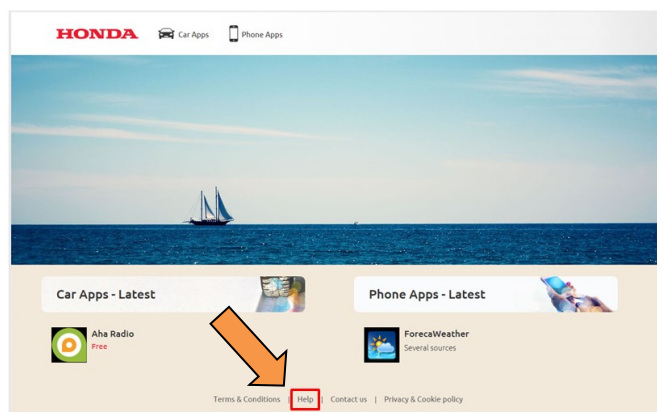 HONDA Car Apps Phone Apps
Car Apps - Latest Phone Apps - Latest
Aha Radio
Free
ForecaWeather
Several sources
Terms & Conditions | Help | Contact us | Privacy & Cookie policy